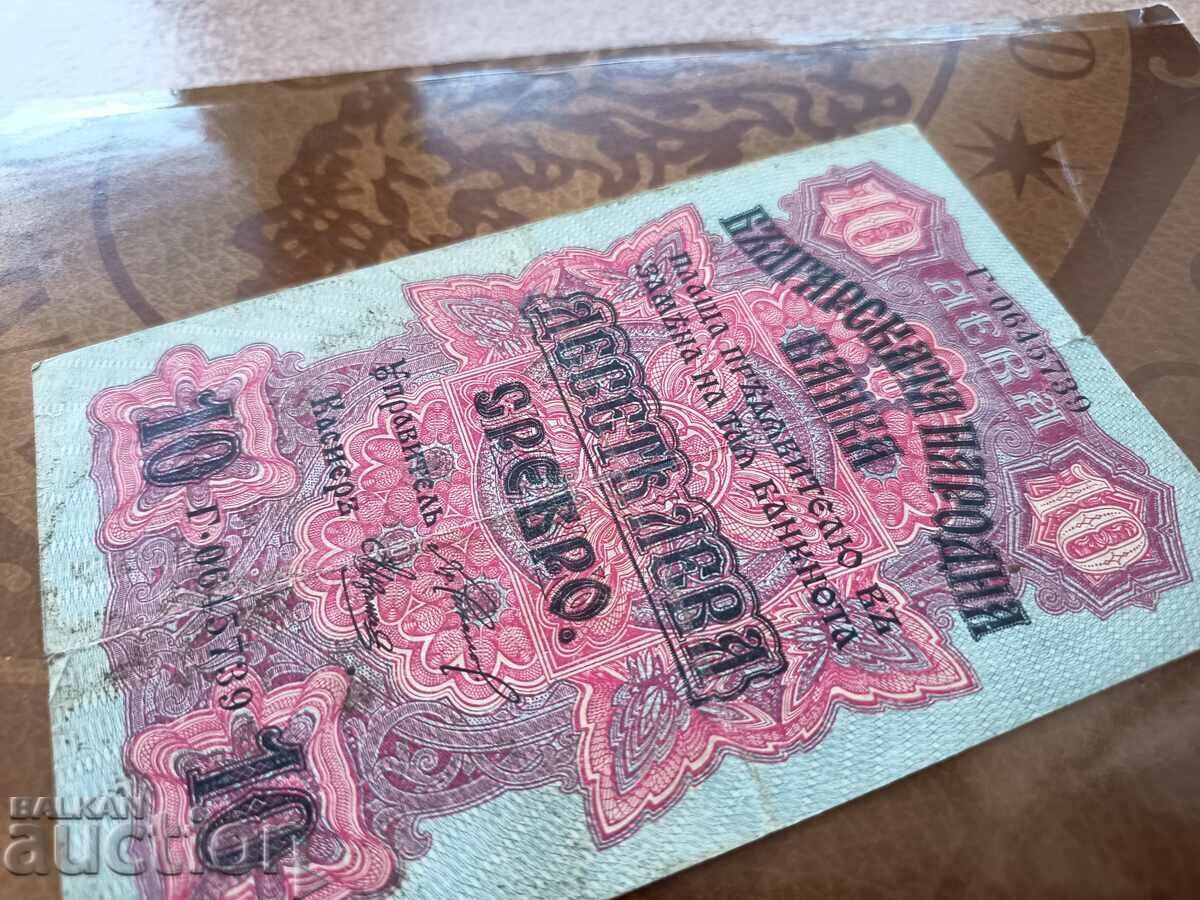 10
ЛЕВА
10
Г·0645739
БЪЛГАРСКАТА НАРОДНА
БАНКА
ПЛАЩА ПРѢДЯВИТЕЛЮ ВЪ
ЗАМѢНА НА ТАЯ БАНКНОТА
ДЕСЕТЬ ЛЕВА
СРЕБРО.
Управитель
Касиеръ
10
Г·0645739
10
BALKAN
auction